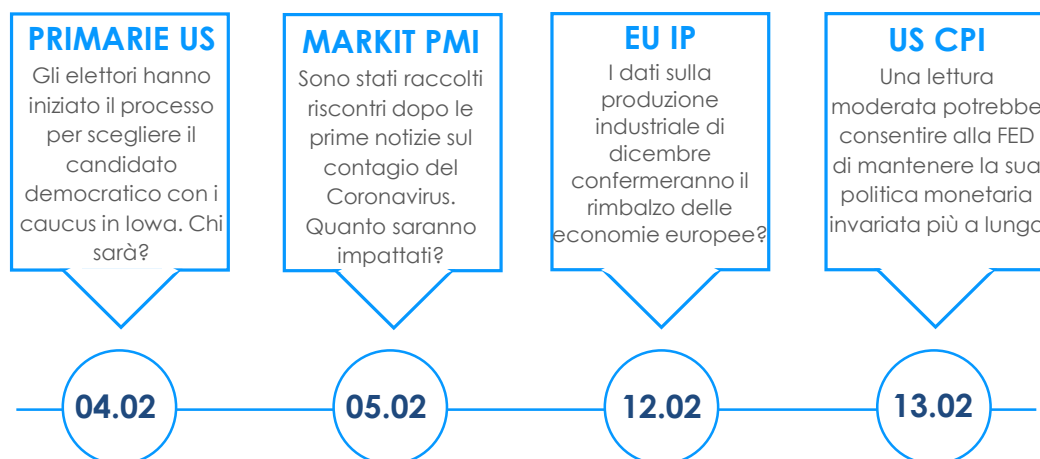 PRIMARIE US
Gli elettori hanno
iniziato il processo
per scegliere il
candidato
democratico con i
caucus in Iowa. Chi
sarà?
MARKIT PMI
Sono stati raccolti
riscontri dopo le
prime notizie sul
contagio del
Coronavirus.
Quanto saranno
impattati?
EU IP
I dati sulla
produzione
industriale di
dicembre
confermeranno il
rimbalzo delle
economie europee?
US CPI
Una lettura
moderata potrebbe
consentire alla FED
di mantenere la sua
politica monetaria
invariata più a lungo
04.02
05.02
12.02
13.02